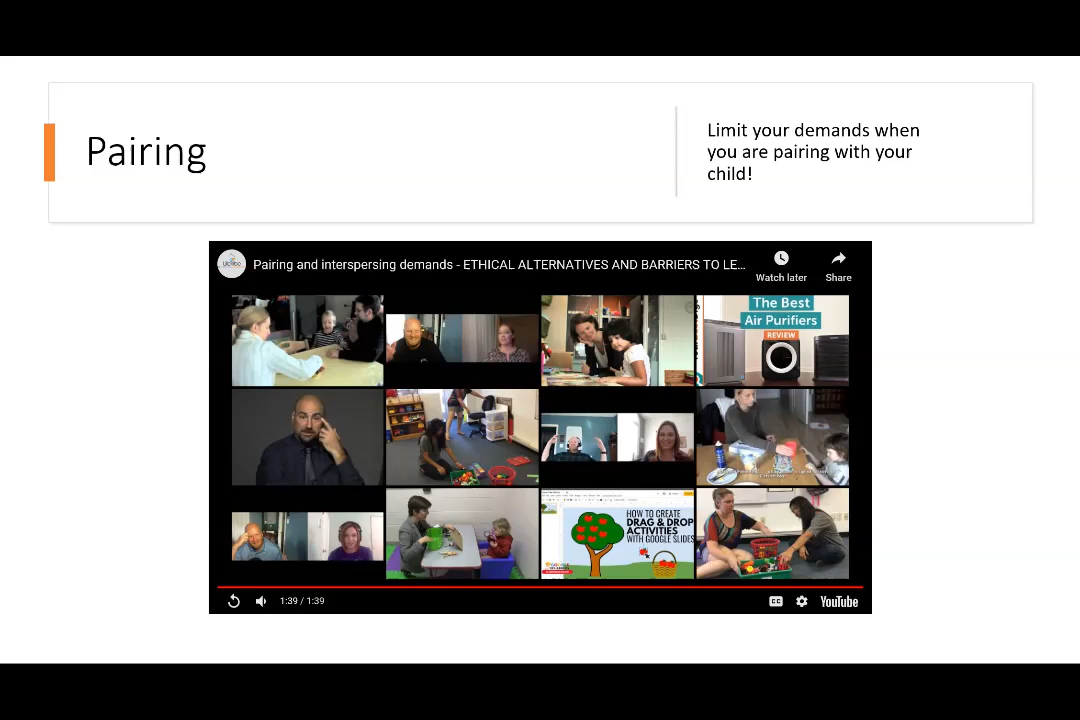 Pairing
Limit your demands when
you are pairing with your
child!
Pairing and interspersing demands - ETHICAL ALTERNATIVES AND BARRIERS TO LE...
Watch later
Share
The Best
Air Purifiers
REVIEW
HOW TO CREATE
DRAG & DROP
ACTIVITIES
WITH GOOGLE SLIDES
1:39 / 1:39
CC
YouTube